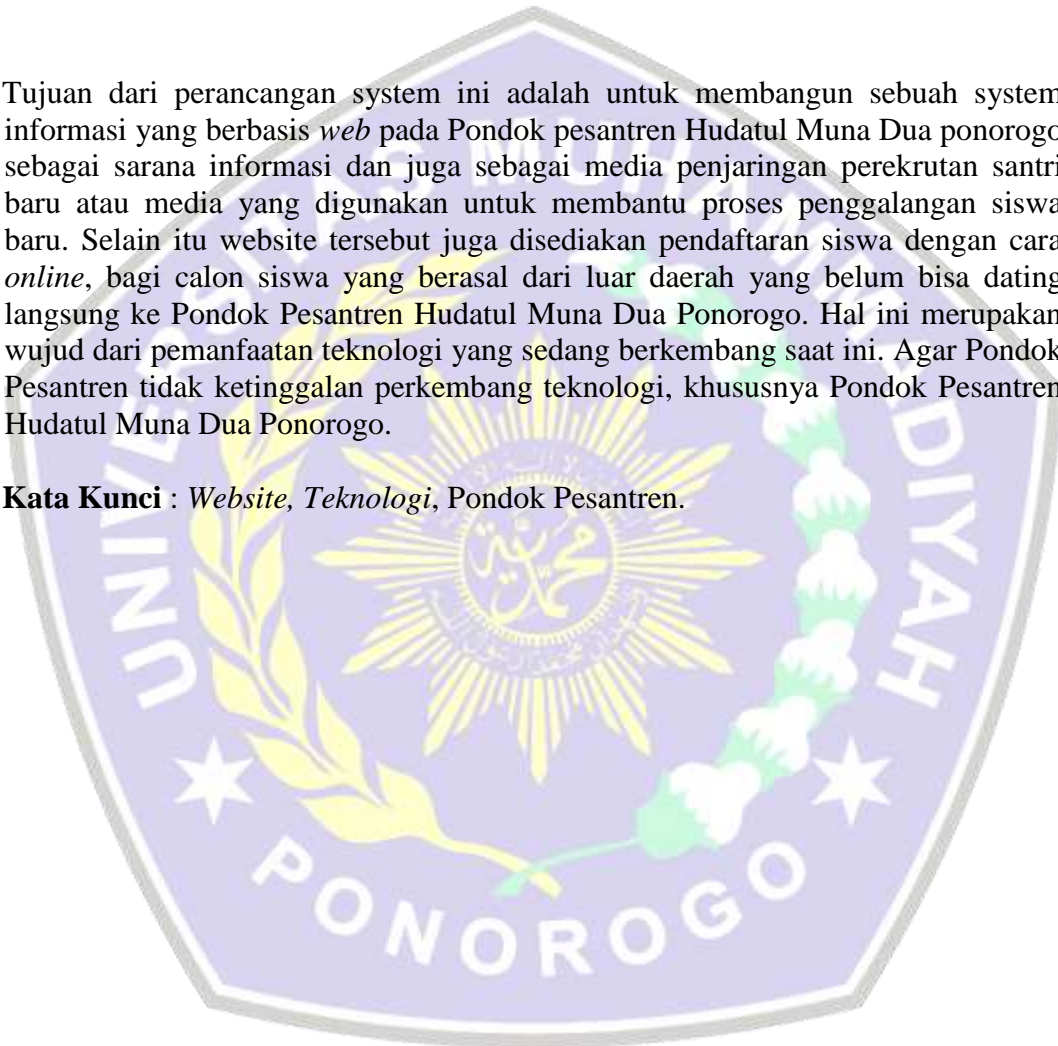 Tujuan dari perancangan system ini adalah untuk membangun sebuah system
informasi yang berbasis web pada Pondok pesantren Hudatul Muna Dua ponorogo
sebagai sarana informasi dan juga sebagai media penjaringan perekrutan santri
baru atau media yang digunakan untuk membantu proses penggalangan siswa
baru. Selain itu website tersebut juga disediakan pendaftaran siswa dengan cara
online, bagi calon siswa yang berasal dari luar daerah yang belum bisa dating
langsung ke Pondok Pesantren Hudatul Muna Dua Ponorogo. Hal ini merupakan
wujud dari pemanfaatan teknologi yang sedang berkembang saat ini. Agar Pondok
Pesantren tidak ketinggalan perkembang teknologi, khususnya Pondok Pesantren
Hudatul Muna Dua Ponorogo.
Kata Kunci : Website, Teknologi, Pondok Pesantren.
UNIVERSITAS MUHAMMADIYAH
محمدية
PONOROGO